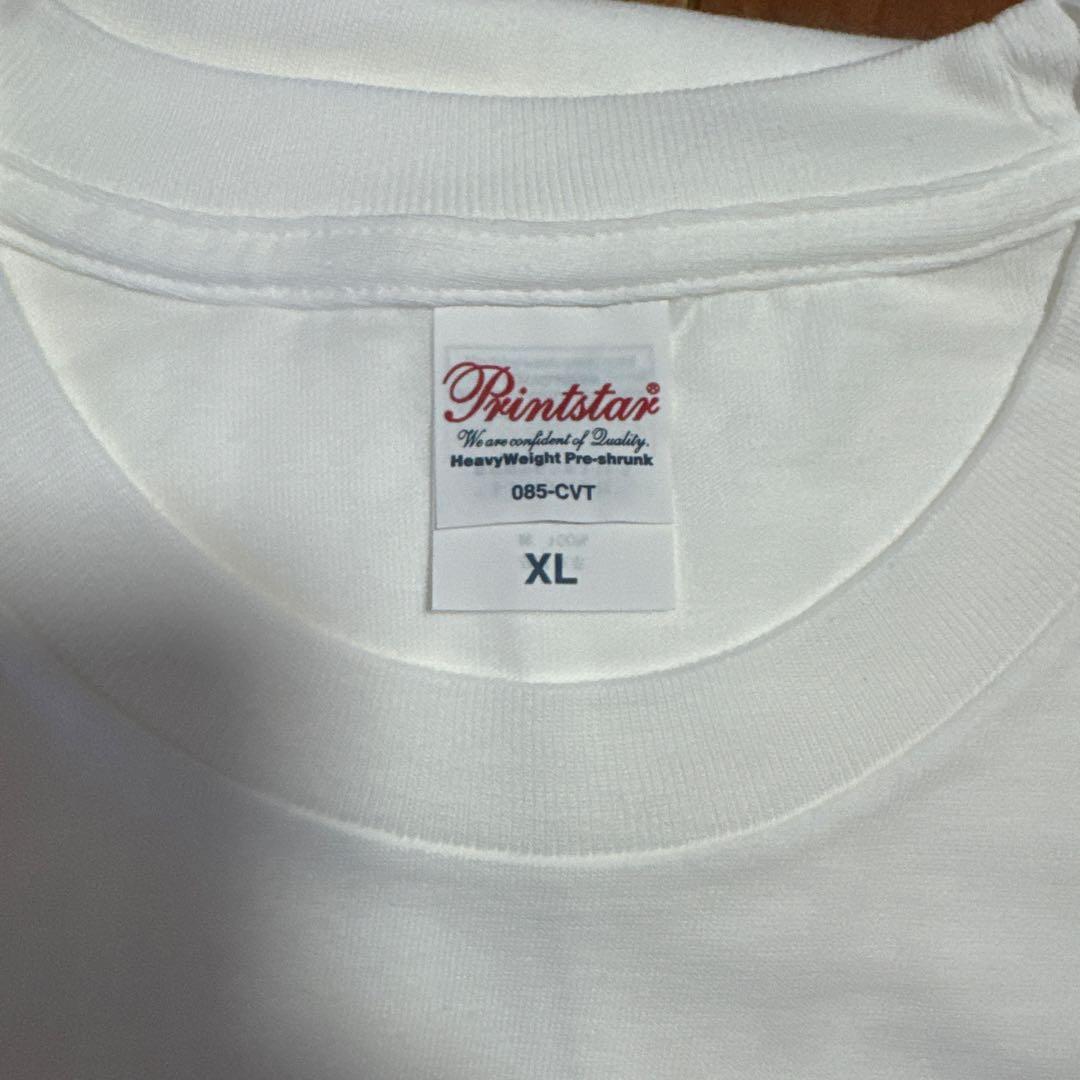 Printstar®
We are confident of Quality.
HeavyWeight Pre-shrunk
085-CVT
XL